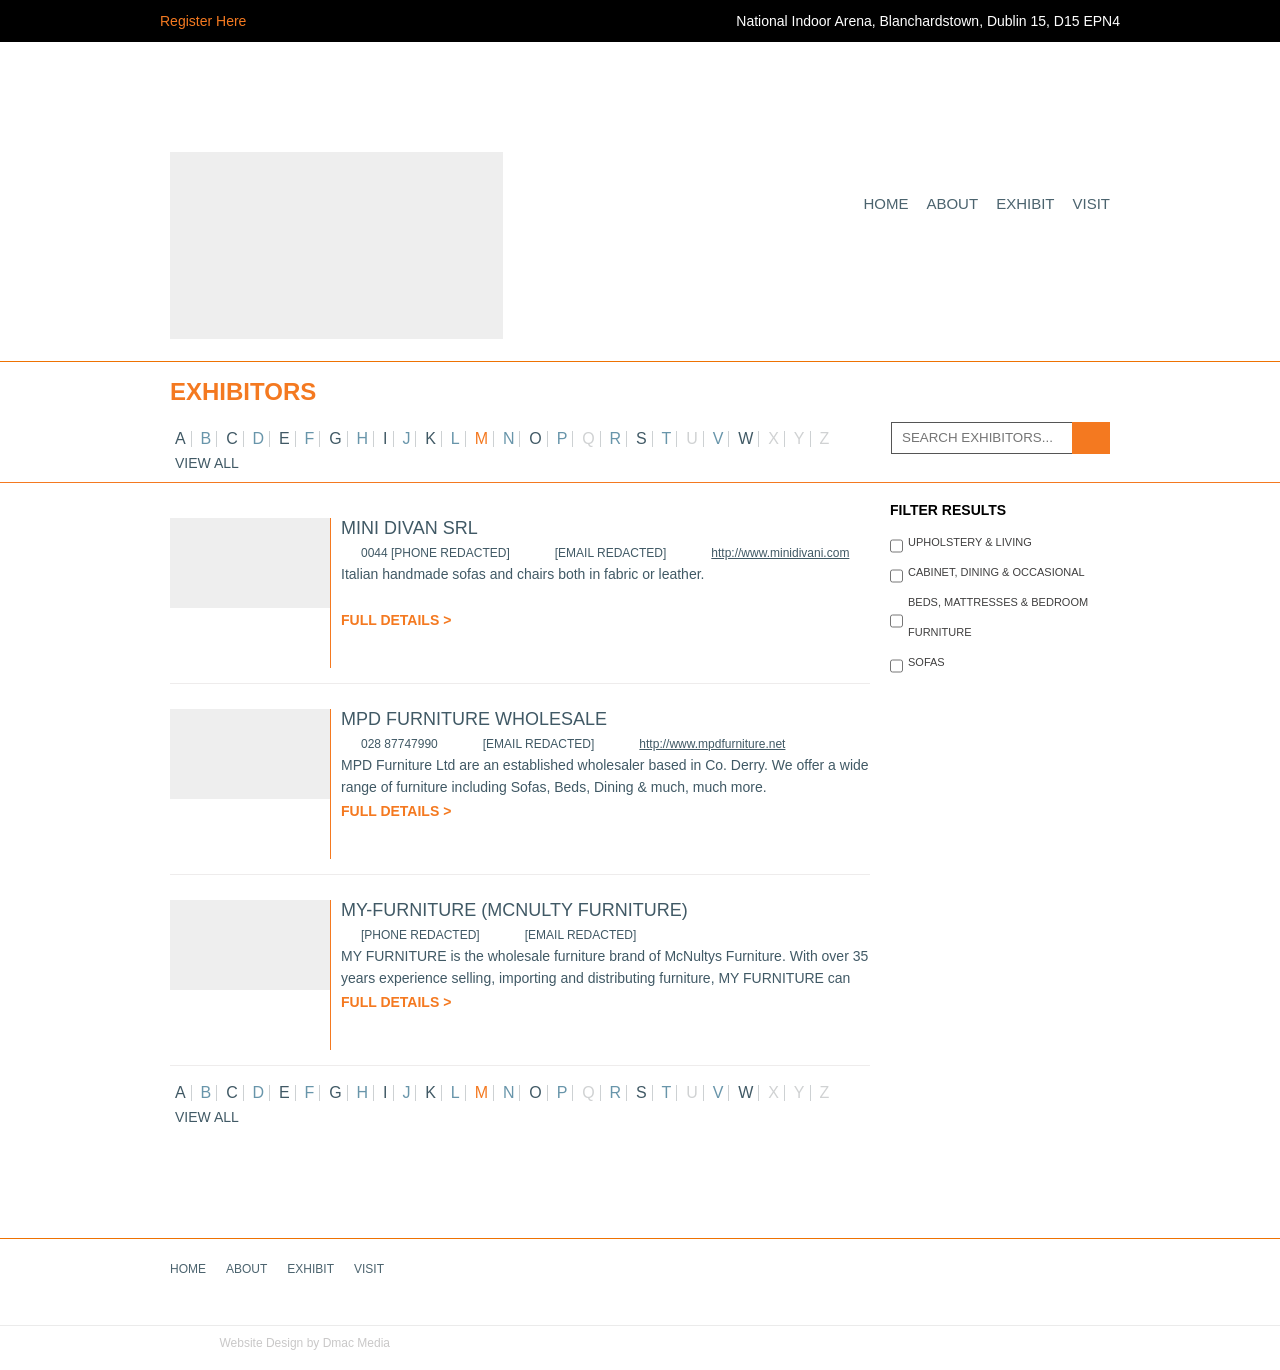 Register Here
National Indoor Arena, Blanchardstown, Dublin 15, D15 EPN4
HOME ABOUT EXHIBIT VISIT
EXHIBITORS
A B C D E F G H I J K L M N O P Q R S T U V W X Y Z
VIEW ALL
SEARCH EXHIBITORS...
MINI DIVAN SRL
0044 [PHONE REDACTED] [EMAIL REDACTED] http://www.minidivani.com
Italian handmade sofas and chairs both in fabric or leather.
FULL DETAILS >
FILTER RESULTS
UPHOLSTERY & LIVING
CABINET, DINING & OCCASIONAL
BEDS, MATTRESSES & BEDROOM
FURNITURE
SOFAS
MPD FURNITURE WHOLESALE
028 87747990 [EMAIL REDACTED] http://www.mpdfurniture.net
MPD Furniture Ltd are an established wholesaler based in Co. Derry. We offer a wide
range of furniture including Sofas, Beds, Dining & much, much more.
FULL DETAILS >
MY-FURNITURE (MCNULTY FURNITURE)
[PHONE REDACTED] [EMAIL REDACTED]
MY FURNITURE is the wholesale furniture brand of McNultys Furniture. With over 35
years experience selling, importing and distributing furniture, MY FURNITURE can
FULL DETAILS >
A B C D E F G H I J K L M N O P Q R S T U V W X Y Z
VIEW ALL
HOME ABOUT EXHIBIT VISIT
Website Design by Dmac Media